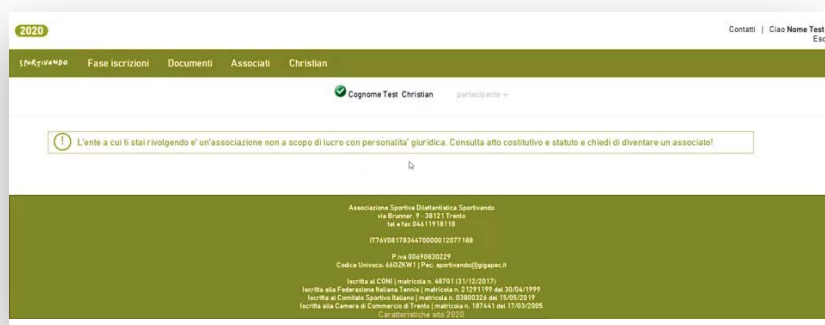 2020
Contatti | Ciao Nome Test
Esc
SPORTIVANDO Fase iscrizioni Documenti Associati Christian
Cognome Test Christian partecipante +
L'ente a cui ti stai rivolgendo e' un'associazione non a scopo di lucro con personalita' giuridica. Consulta atto costitutivo e statuto e chiedi di diventare un associato!
Associazione Sportiva Dilettantistica Sportivando
via Brunner, 9 - 38121 Trento
tel e fax 04611918118
IT76V0817834470000012077188
P.iva 00690830229
Codica Univoco: 66OZKW1 | Pec: sportivando@gigapec.it
Iscritta al CONI | matricola n. 48701 (31/12/2017)
Iscritta alla Federazione Italiana Tennis | matricola n. 21291199 del 30/04/1999
Iscritta al Comitato Sportivo Italiano | matricola n. 03800326 del 15/05/2019
Iscritta alla Camera di Commercio di Trento | matricola n. 187441 del 17/03/2005
Caratteristiche sito 2020